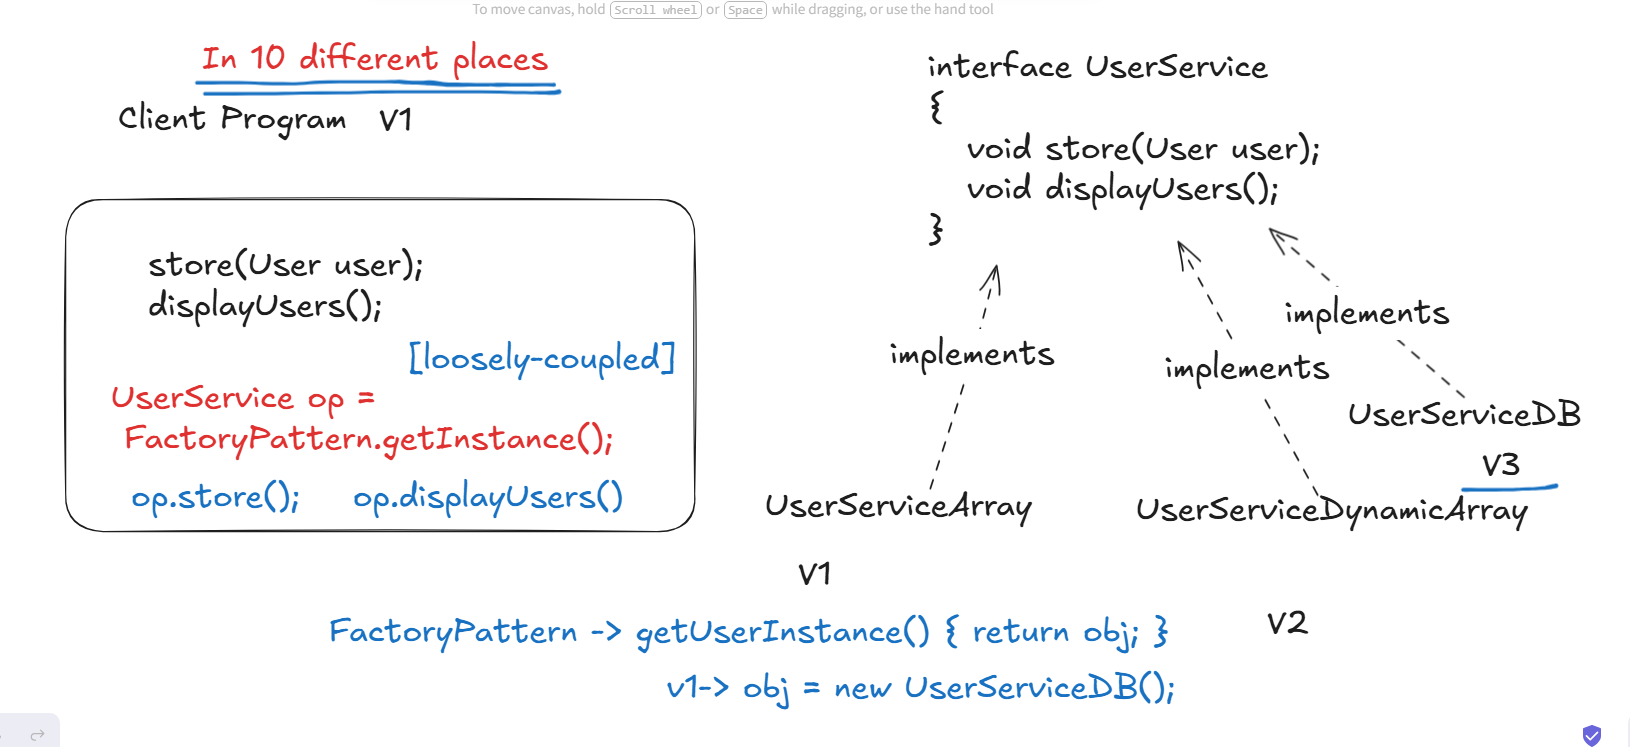 To move canvas, hold Scroll wheel or Space while dragging, or use the hand tool
In 10 different places
Client Program V1
store(User user);
displayUsers();
[loosely-coupled]
UserService op =
FactoryPattern.getInstance();
op.store(); op.displayUsers()
interface UserService
{
void store(User user);
void displayUsers();
}
implements
implements
implements
UserServiceDB
V3
UserServiceArray
UserServiceDynamicArray
V1
V2
FactoryPattern -> getUserInstance() { return obj; }
v1-> obj = new UserServiceDB();